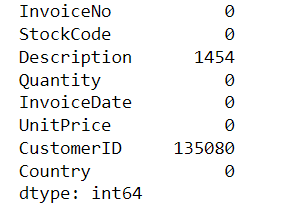 InvoiceNo 0
StockCode 0
Description 1454
Quantity 0
InvoiceDate 0
UnitPrice 0
CustomerID 135080
Country 0
dtype: int64